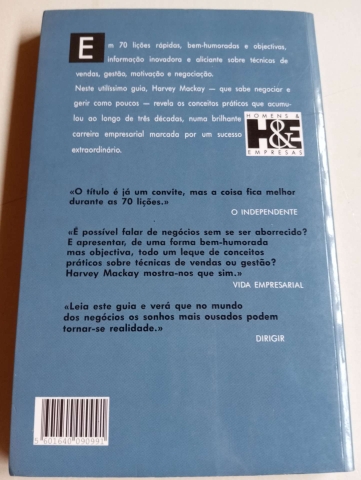 Em 70 lições rápidas, bem-humorados e objectivas,
informação inovadora e aliciante sobre técnicas de
vendas, gestão, motivação e negociação.
Neste utilíssimo guia, Harvey Mackay — que sabe negociar e
gerir como poucos — revela os conceitos práticos que acumu-
lou ao longo de três décadas, numa brilhante
carreira empresarial marcada por um sucesso
extraordinário.
HOMENS &
H&E
EMPRESAS
«O título é já um convite, mas a coisa fica melhor
durante as 70 lições.»
O INDEPENDENTE
«É possível falar de negócios sem se ser aborrecido?
E apresentar, de uma forma bem-humorada
mas objectiva, todo um leque de conceitos
práticos sobre técnicas de vendas ou gestão?
Harvey Mackay mostra-nos que sim.»
VIDA EMPRESARIAL
«Leia este guia e verá que no mundo
dos negócios os sonhos mais ousados podem
tornar-se realidade.»
DIRIGIR
5 601640 090991